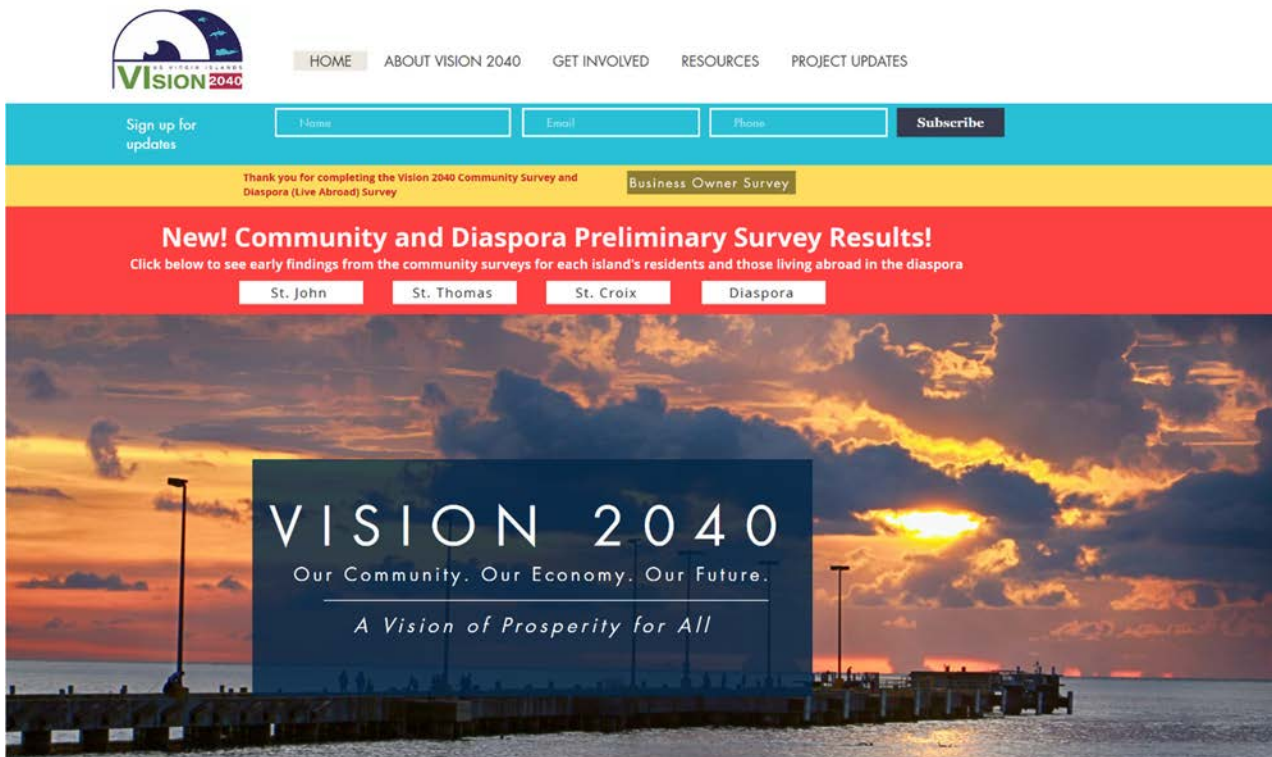 US VIRGIN ISLANDS
VISION 2040
HOME ABOUT VISION 2040 GET INVOLVED RESOURCES PROJECT UPDATES
Sign up for
updates
Name Email Phone Subscribe
Thank you for completing the Vision 2040 Community Survey and
Diaspora (Live Abroad) Survey
Business Owner Survey
New! Community and Diaspora Preliminary Survey Results!
Click below to see early findings from the community surveys for each island's residents and those living abroad in the diaspora
St. John St. Thomas St. Croix Diaspora
VISION 2040
Our Community. Our Economy. Our Future.
A Vision of Prosperity for All